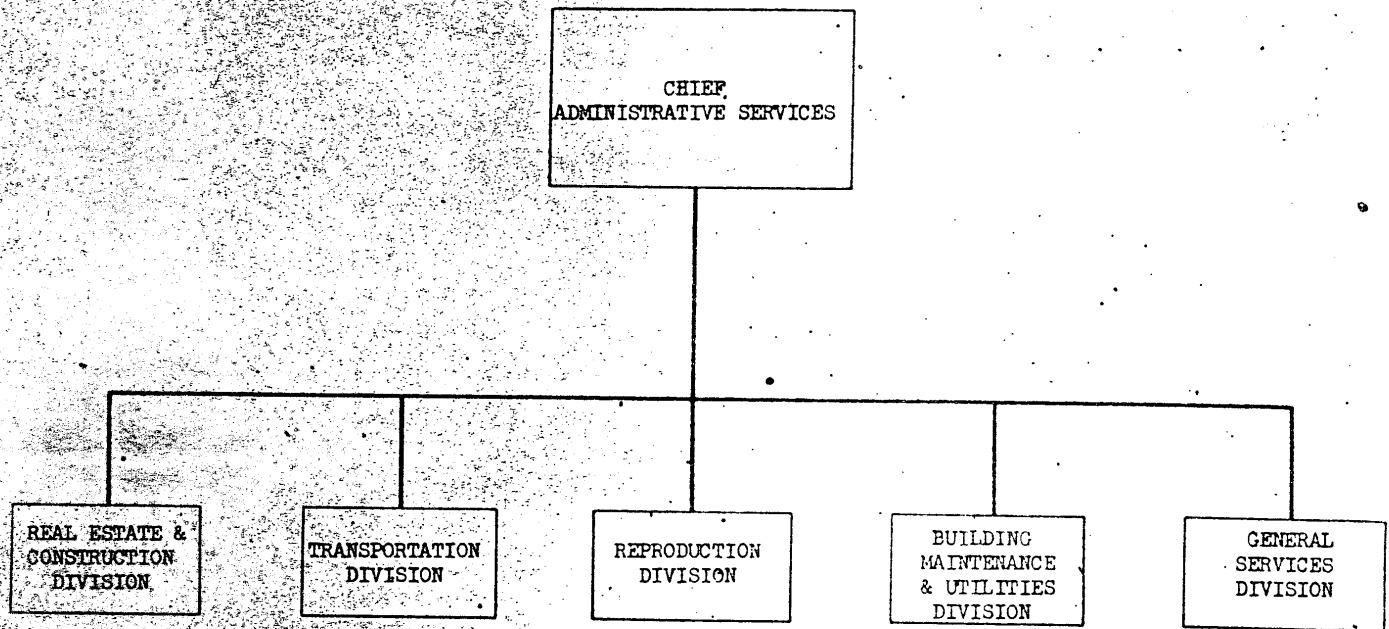 CHIEF,
ADMINISTRATIVE SERVICES
REAL ESTATE &
CONSTRUCTION
DIVISION
TRANSPORTATION
DIVISION
REPRODUCTION
DIVISION
BUILDING
MAINTENANCE
& UTILITIES
DIVISION
GENERAL
SERVICES
DIVISION